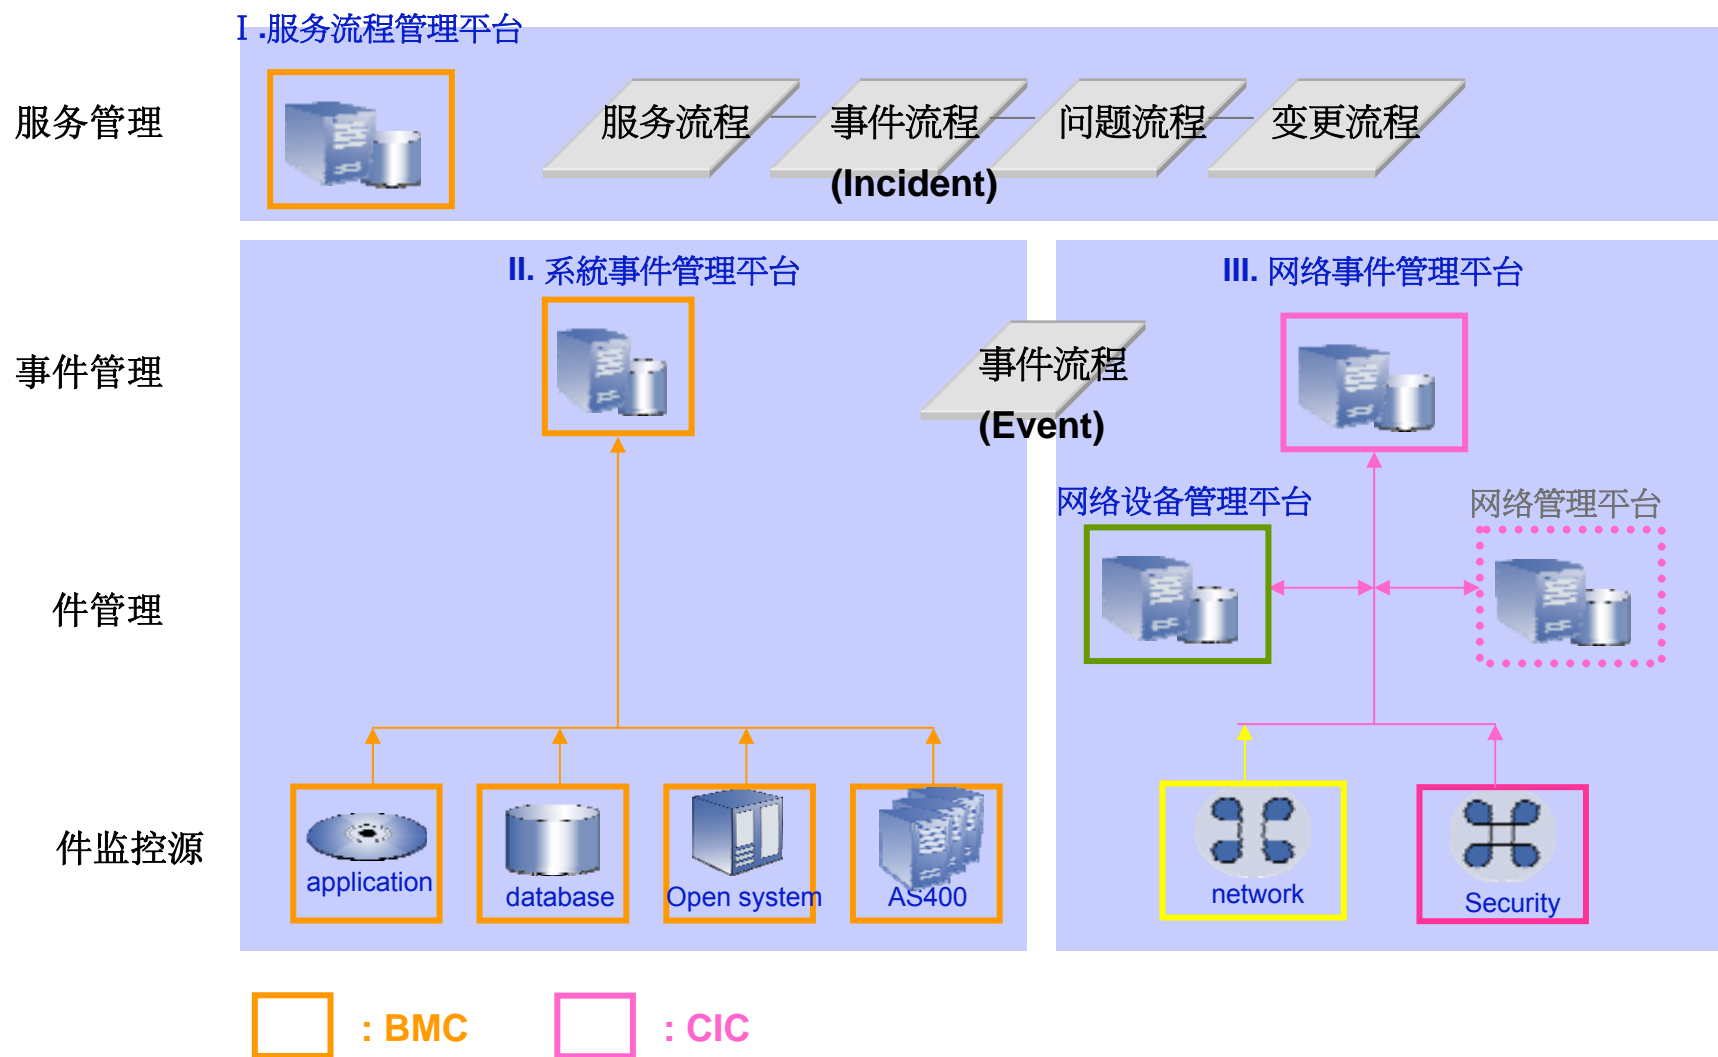 Ⅰ.服务流程管理平台
服务管理
服务流程
事件流程
(Incident)
问题流程
变更流程
II. 系統事件管理平台
III. 网络事件管理平台
事件管理
事件流程
(Event)
网络设备管理平台
网络管理平台
件管理
件监控源
application
database
Open system
AS400
network
Security
: BMC
: CIC